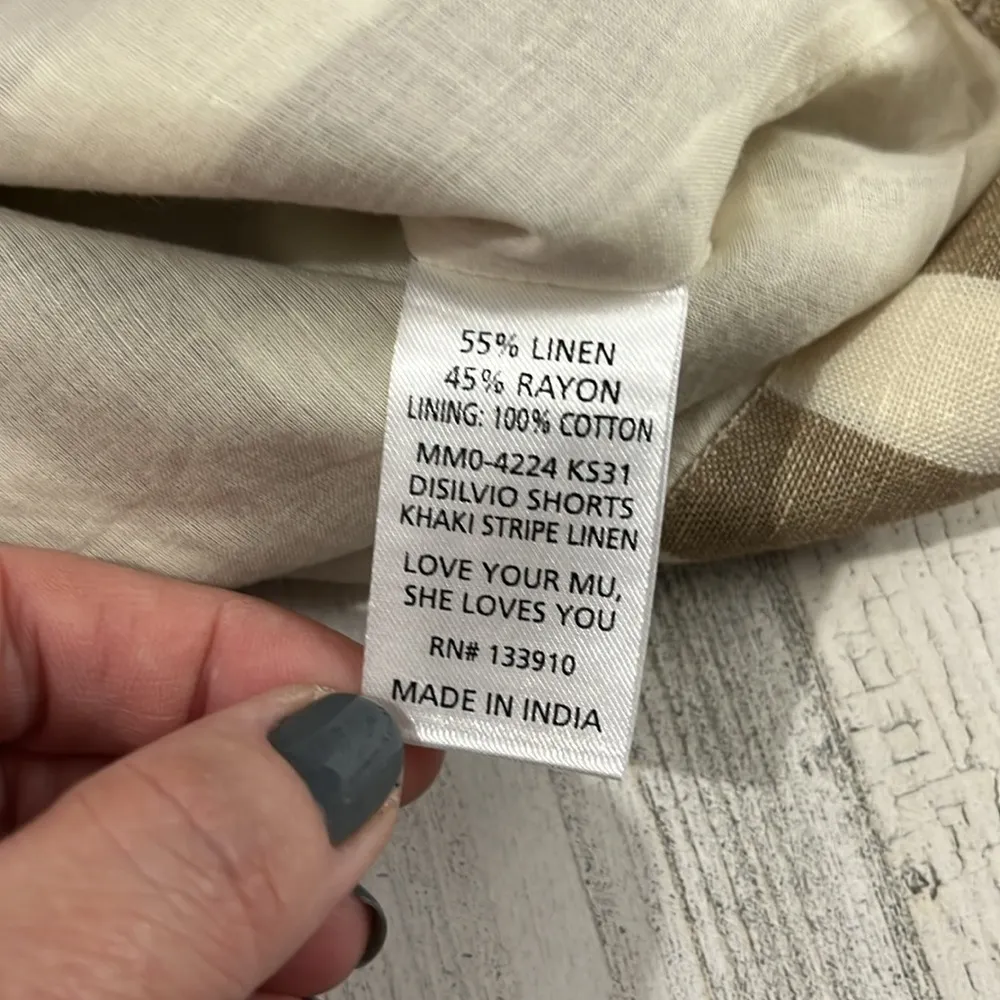 55% LINEN
45% RAYON
LINING: 100% COTTON
MM0-4224 KS31
DISILVIO SHORTS
KHAKI STRIPE LINEN
LOVE YOUR MU,
SHE LOVES YOU
RN# 133910
MADE IN INDIA